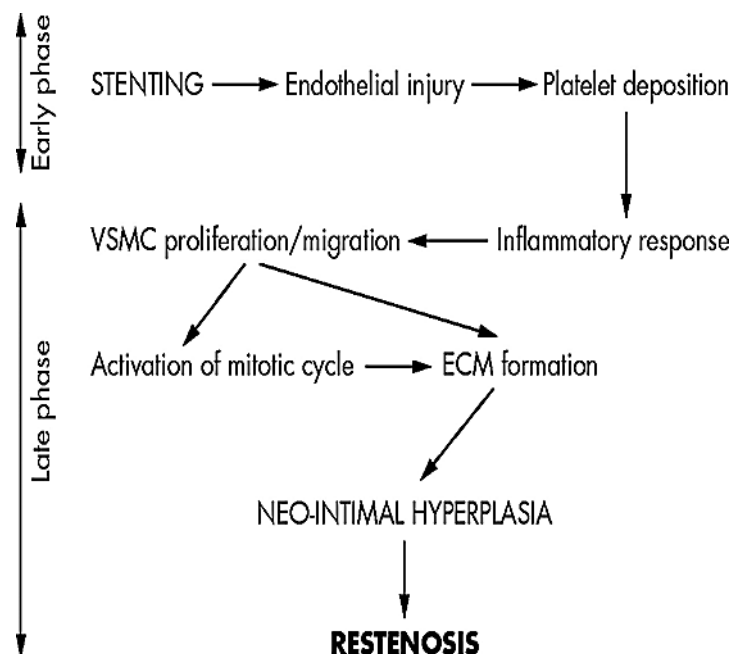 Early phase
STENTING Endothelial injury Platelet deposition
Late phase
VSMC proliferation/migration Inflammatory response
Activation of mitotic cycle ECM formation
NEO-INTIMAL HYPERPLASIA
RESTENOSIS